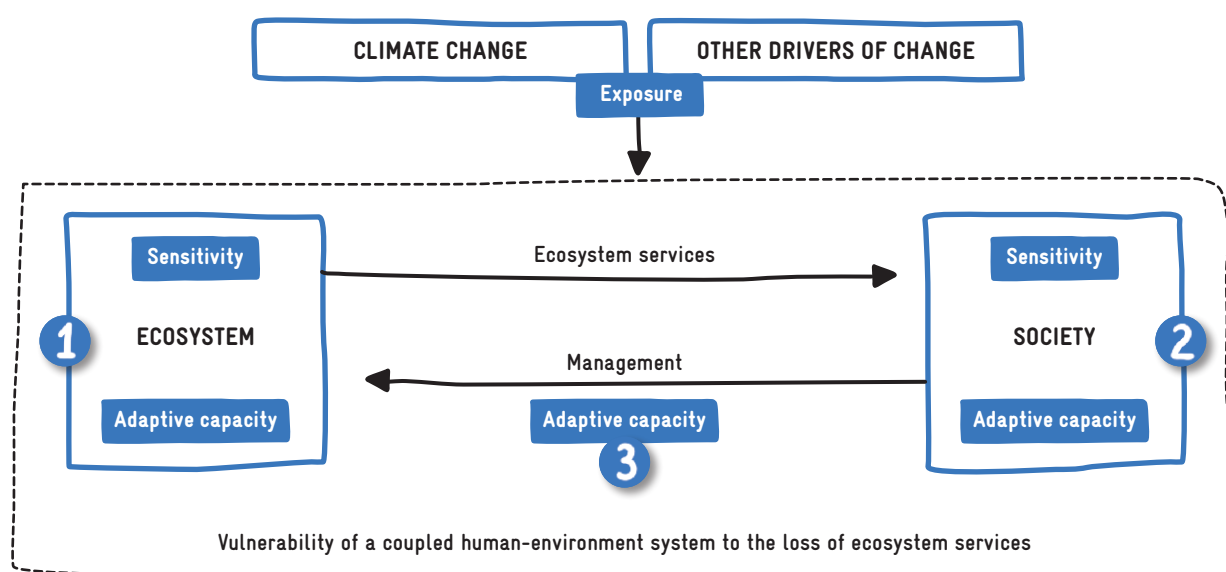 CLIMATE CHANGE
OTHER DRIVERS OF CHANGE
Exposure
Sensitivity
Ecosystem services
Sensitivity
1
ECOSYSTEM
SOCIETY
2
Management
Adaptive capacity
Adaptive capacity
Adaptive capacity
3
Vulnerability of a coupled human-environment system to the loss of ecosystem services